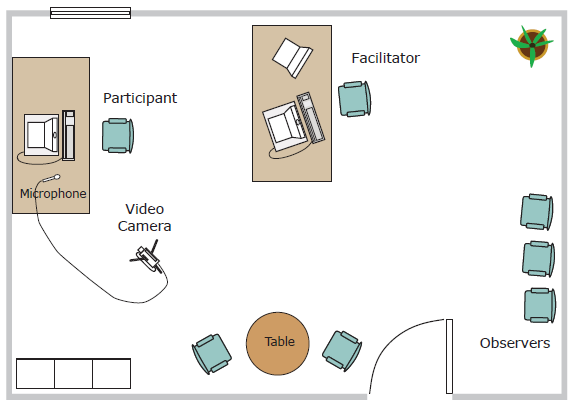 Facilitator
Participant
Microphone
Video
Camera
Table
Observers